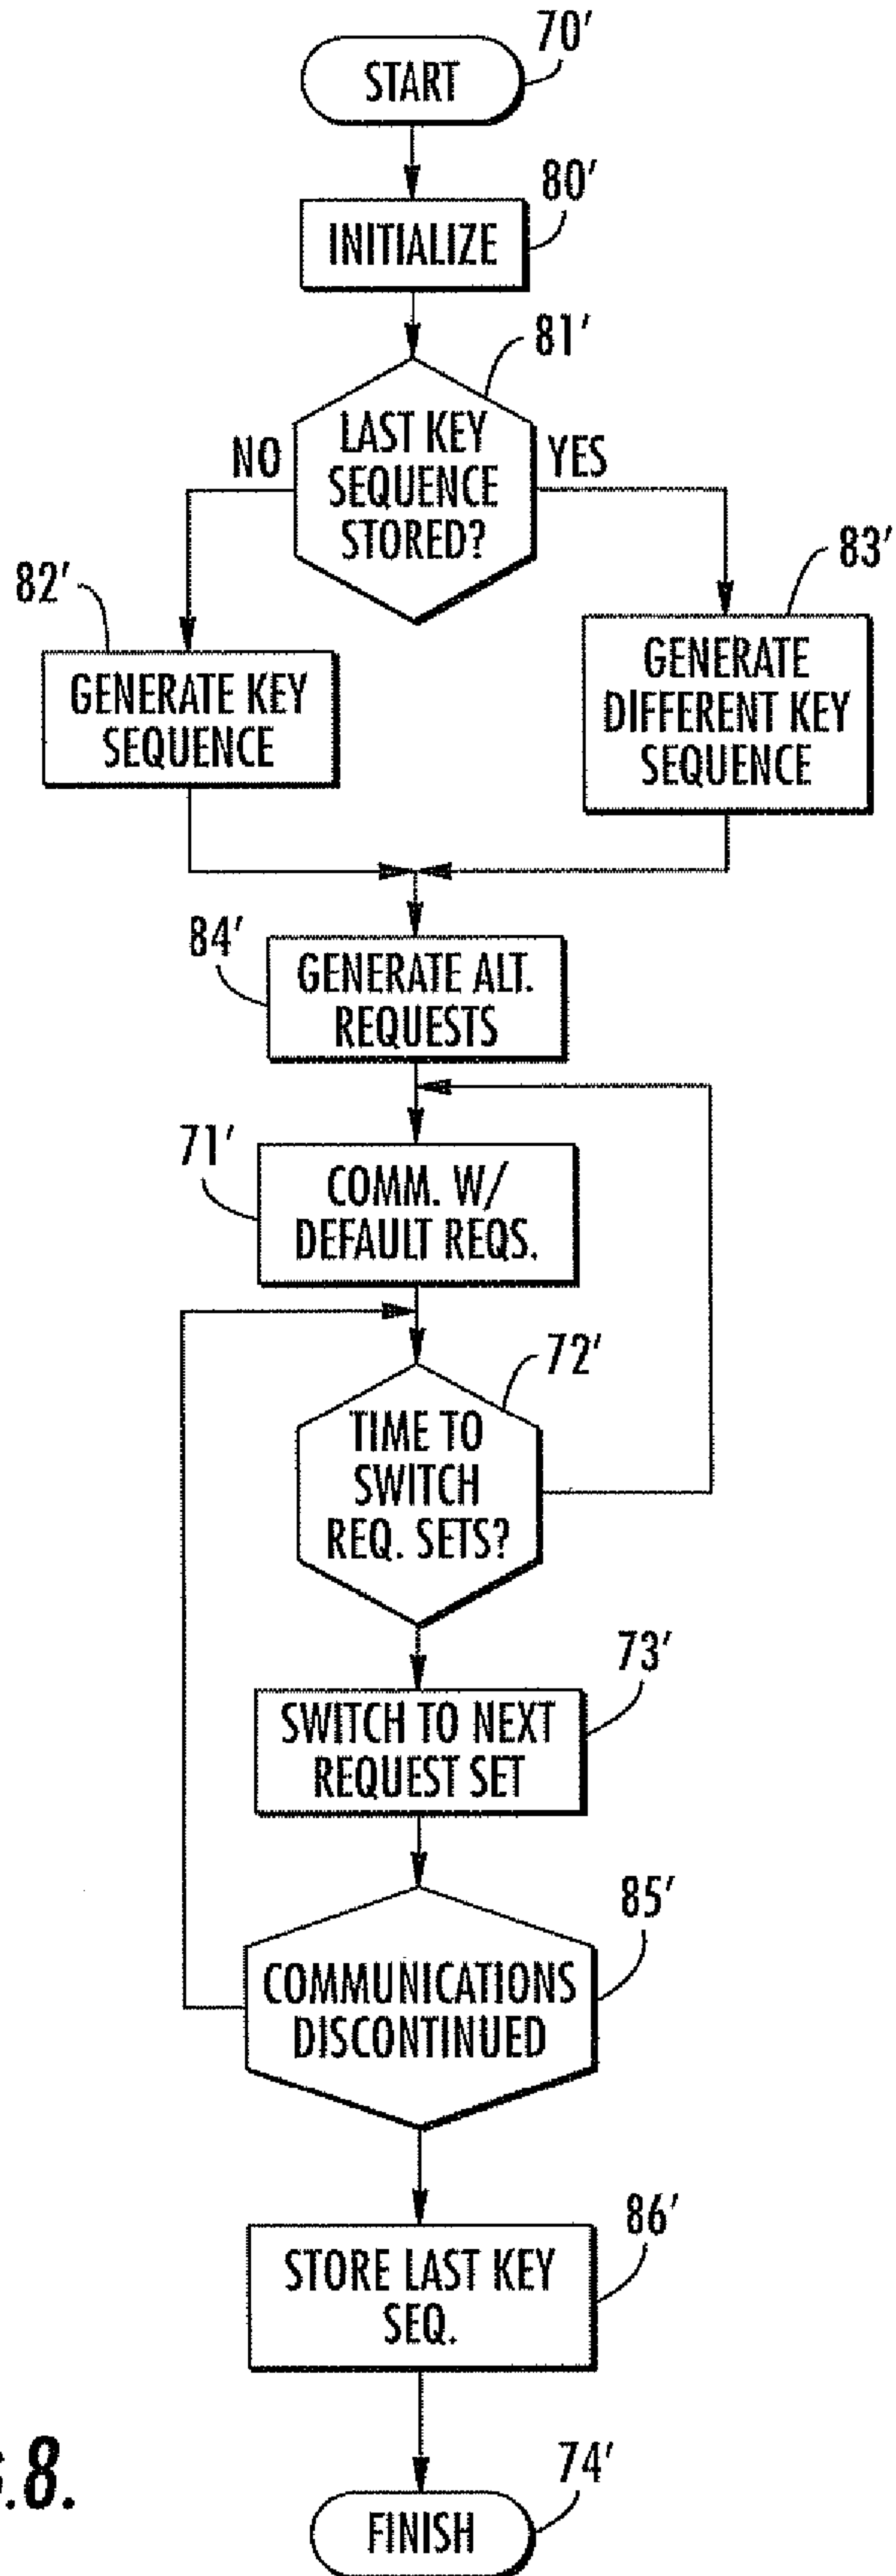 70'
START
80'
INITIALIZE
81'
LAST KEY
SEQUENCE
STORED?
NO
YES
82'
GENERATE KEY
SEQUENCE
83'
GENERATE
DIFFERENT KEY
SEQUENCE
84'
GENERATE ALT.
REQUESTS
71'
COMM. W/
DEFAULT REQS.
72'
TIME TO
SWITCH
REQ. SETS?
73'
SWITCH TO NEXT
REQUEST SET
85'
COMMUNICATIONS
DISCONTINUED
86'
STORE LAST KEY
SEQ.
74'
FINISH
.8.